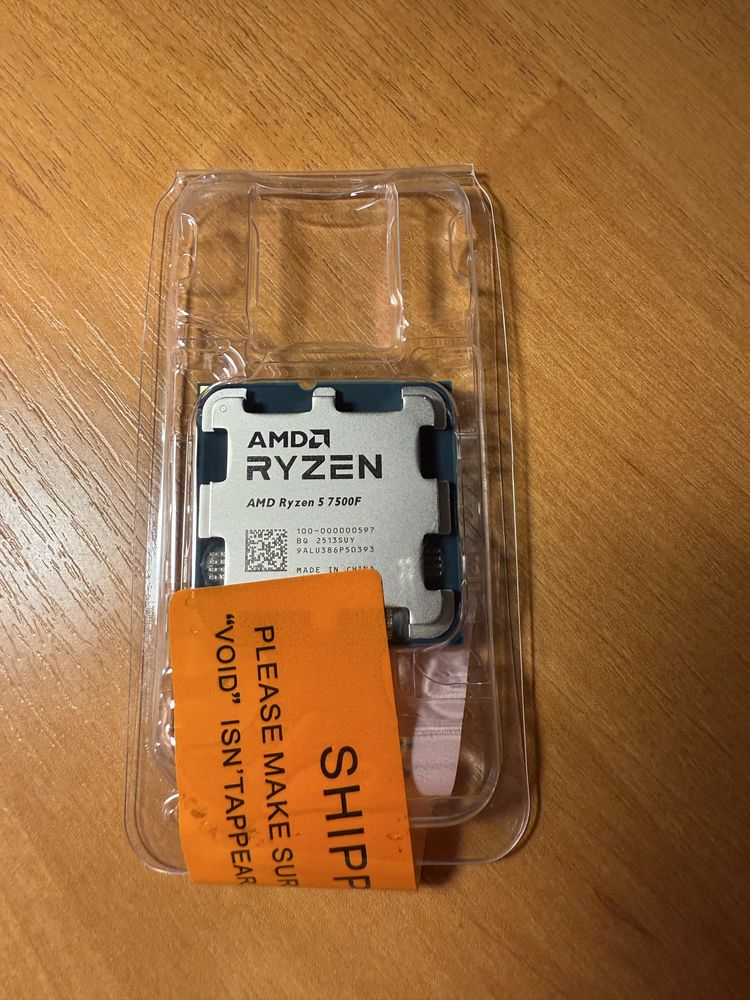 AMD
RYZEN
AMD Ryzen 5 7500F
100-000000597
BQ 2513SUY
9ALU386P50393
MADE IN CHINA
SHIPP
PLEASE MAKE SUR
"VOID" ISN'TAPPEAR